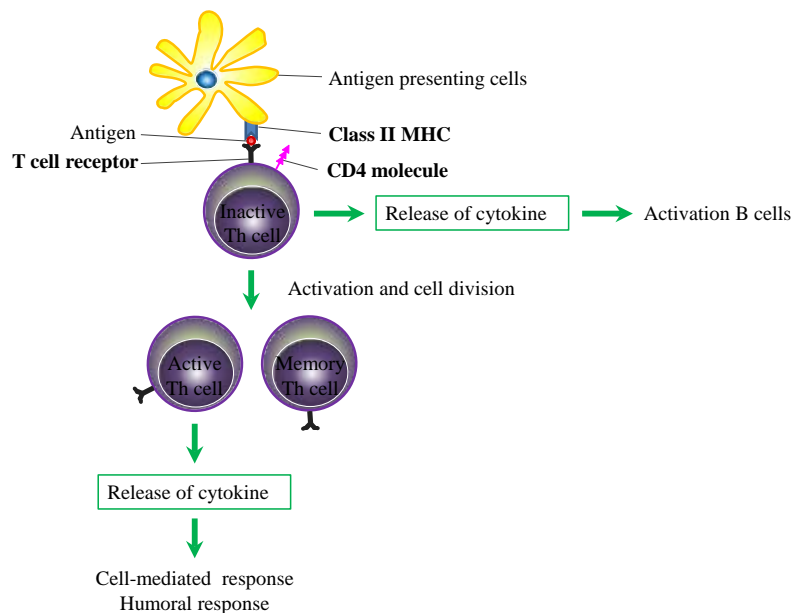 Antigen presenting cells
Antigen
Class II MHC
T cell receptor
CD4 molecule
Inactive
Th cell
Release of cytokine
Activation B cells
Activation and cell division
Active
Th cell
Memory
Th cell
Release of cytokine
Cell-mediated response
Humoral response